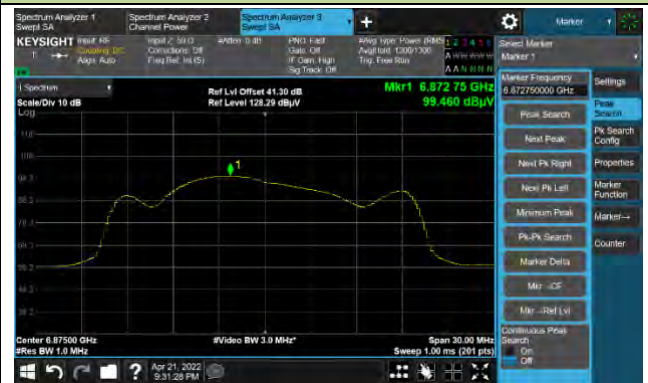 Spectrum Analyzer 1
Swept SA
Spectrum Analyzer 2
Channel Power
Spectrum Analyzer 3
Swept SA
Marker
KEYSIGHT Input: RF
Coupling: DC
Align: Auto
Input Z: 50 Ω
Corrections: Off
Freq Ref: Int (S)
#Atten: 0 dB
PNO: Fast
Gate: Off
IF Gain: High
Sig Track: Off
#Avg Type: Power (RMS)
Avg|Hold: 1300/1300
Trig: Free Run
1 2 3 4 5 6
A W W W W W
A A N N N N
Select Marker
Marker 1
1 Spectrum
Scale/Div 10 dB
Log
Ref Lvl Offset 41.30 dB
Ref Level 128.29 dBµV
Mkr1 6.872 75 GHz
99.460 dBµV
1
Marker Frequency
6.872750000 GHz
Peak Search
Next Peak
Next Pk Right
Next Pk Left
Minimum Peak
Pk-Pk Search
Marker Delta
Mkr→CF
Mkr→Ref Lvl
Continuous Peak
Search
On
Off
Settings
Peak
Search
Pk Search
Config
Properties
Marker
Function
Marker→
Counter
Center 6.87500 GHz
#Res BW 1.0 MHz
#Video BW 3.0 MHz*
Span 30.00 MHz
Sweep 1.00 ms (201 pts)
Apr 21, 2022
9:31:28 PM